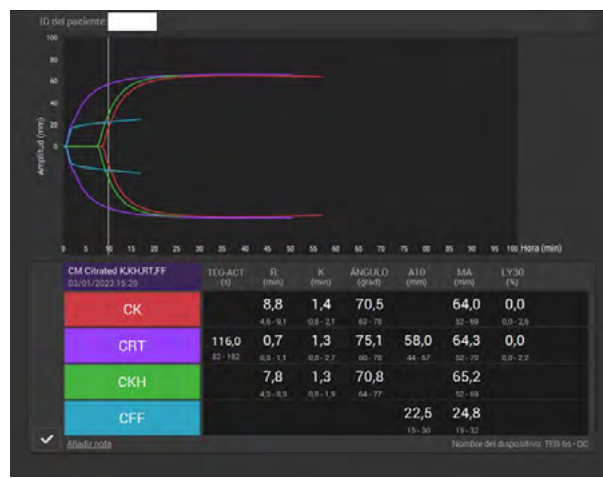 ID del paciente:
100
80
60
40
20
0
Amplitud (mm)
0 5 10 15 20 25 30 35 40 45 50 55 60 65 70 75 80 85 90 95 100 Hora (min)
CM Citrated K,KH,RT,FF TEG-ACT R K ÁNGULO A10 MA LY30
03/01/2022 15:29 (s) (min) (min) (grad) (mm) (mm) (%)
CK 8,8 1,4 70,5 64,0 0,0
4,6 - 9,1 0,8 - 2,1 63 - 78 52 - 69 0,0 - 2,6
CRT 116,0 0,7 1,3 75,1 58,0 64,3 0,0
82 - 152 0,3 - 1,1 0,8 - 2,7 60 - 78 44 - 67 52 - 70 0,0 - 2,2
CKH 7,8 1,3 70,8 65,2
4,3 - 8,3 0,8 - 1,9 64 - 77 52 - 69
CFF 22,5 24,8
15 - 30 15 - 32
Añadir nota Nombre del dispositivo: TEG 6s - QC